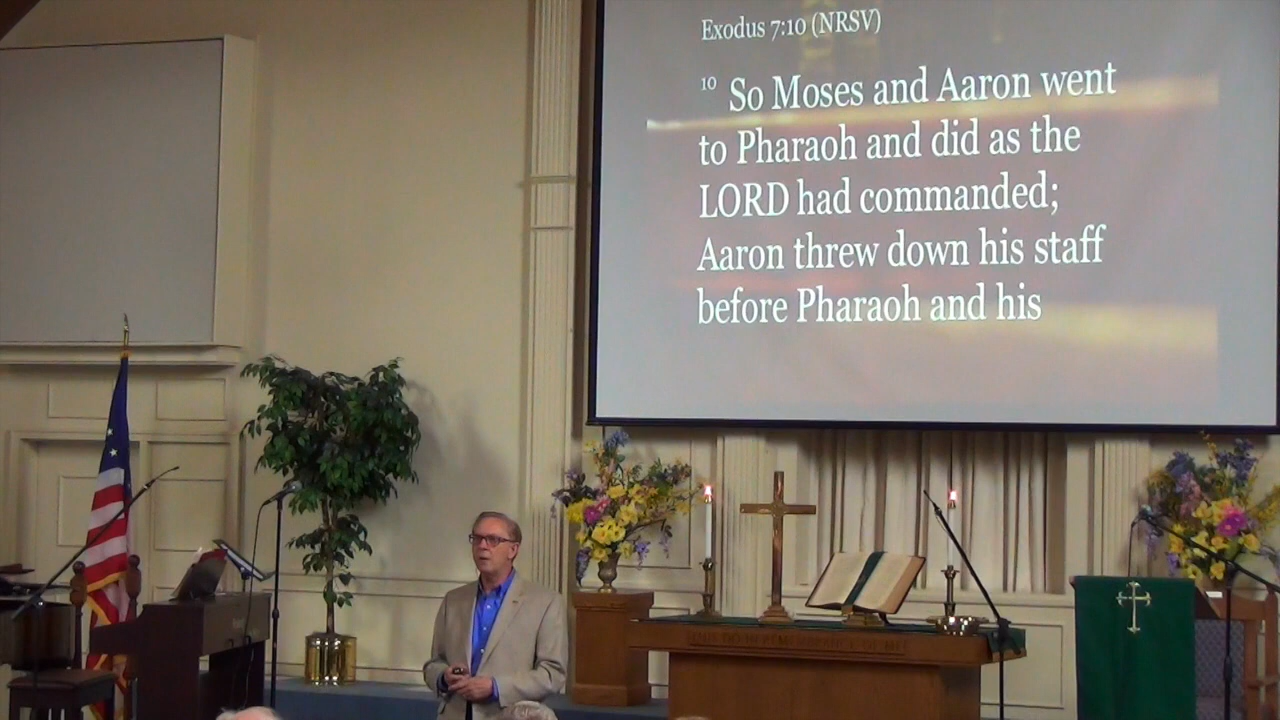 Exodus 7:10 (NRSV)
10 So Moses and Aaron went
to Pharaoh and did as the
LORD had commanded;
Aaron threw down his staff
before Pharaoh and his